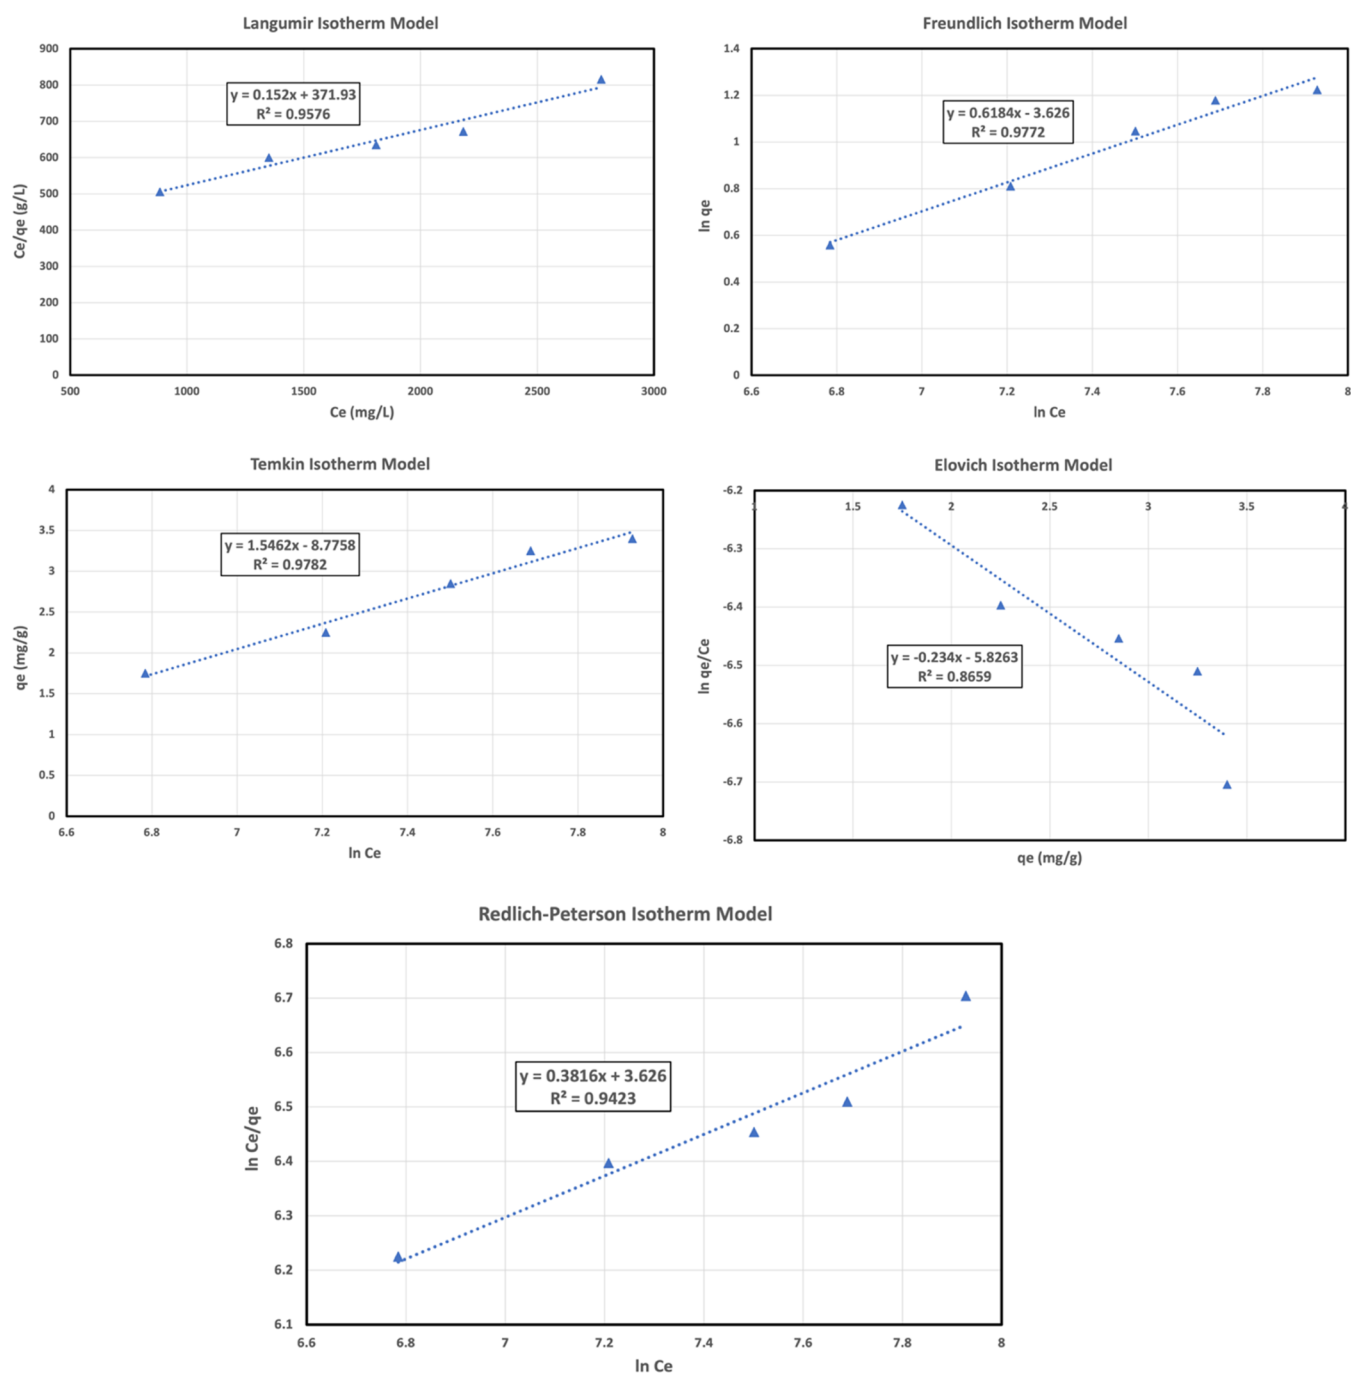 Langumir Isotherm Model
900
800
700
600
500
400
300
200
100
0
Ce/qe (g/L)
y = 0.152x + 371.93
R² = 0.9576
500 1000 1500 2000 2500 3000
Ce (mg/L)
Freundlich Isotherm Model
1.4
1.2
1
0.8
0.6
0.4
0.2
0
ln qe
y = 0.6184x - 3.626
R² = 0.9772
6.6 6.8 7 7.2 7.4 7.6 7.8 8
ln Ce
Temkin Isotherm Model
4
3.5
3
2.5
2
1.5
1
0.5
0
qe (mg/g)
y = 1.5462x - 8.7758
R² = 0.9782
6.6 6.8 7 7.2 7.4 7.6 7.8 8
ln Ce
Elovich Isotherm Model
-6.2
1 1.5 2 2.5 3 3.5 4
-6.3
-6.4
-6.5
-6.6
-6.7
-6.8
ln qe/Ce
y = -0.234x - 5.8263
R² = 0.8659
qe (mg/g)
Redlich-Peterson Isotherm Model
6.8
6.7
6.6
6.5
6.4
6.3
6.2
6.1
ln Ce/qe
y = 0.3816x + 3.626
R² = 0.9423
6.6 6.8 7 7.2 7.4 7.6 7.8 8
ln Ce